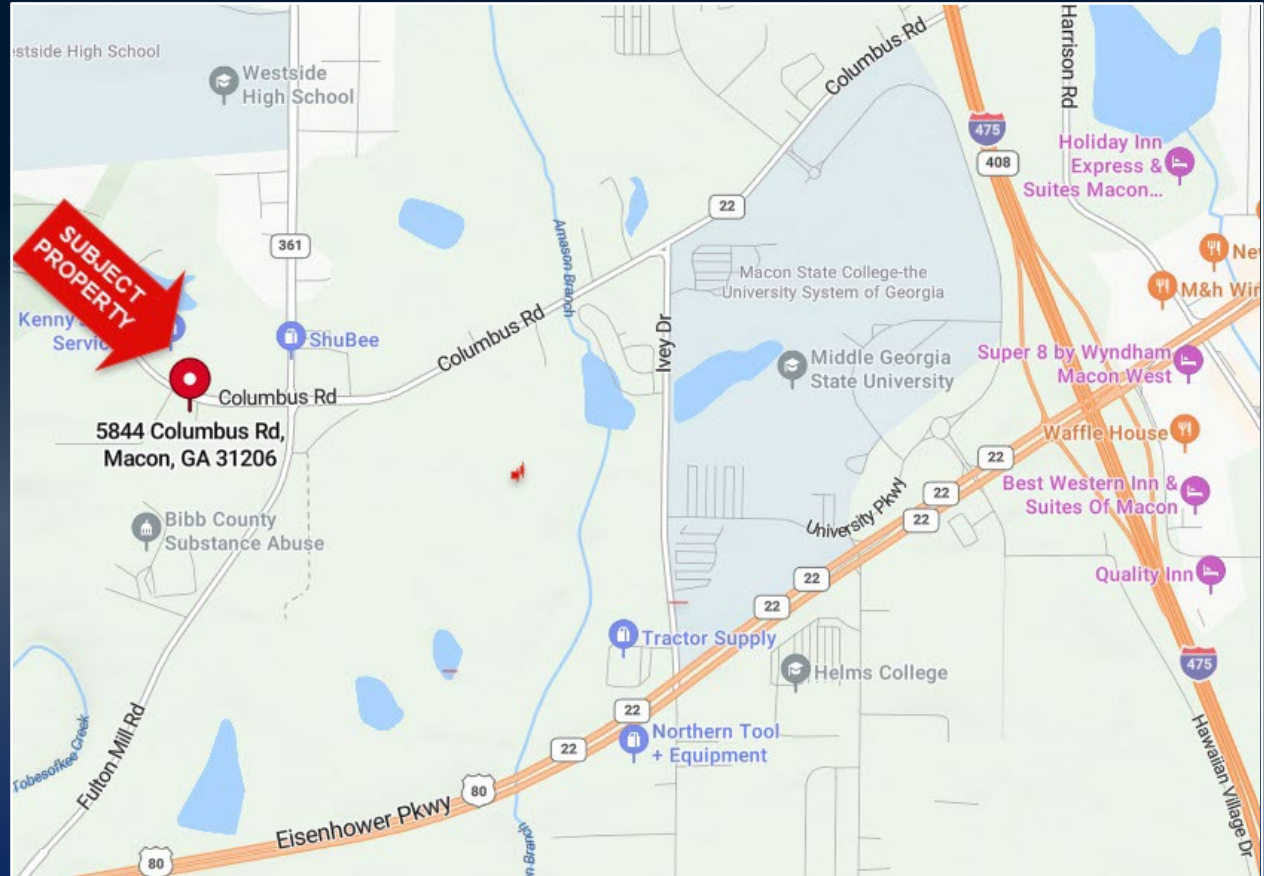 estside High School
Westside
High School
Columbus Rd
475
408
Harrison Rd
Holiday Inn
Express &
Suites Macon...
22
361
SUBJECT
PROPERTY
Arnason Branch
Macon State College-the
University System of Georgia
Ne
M&h Wi
Kenny
Servic
ShuBee
Columbus Rd
Ivey Dr
Middle Georgia
State University
Super 8 by Wyndham
Macon West
Columbus Rd
5844 Columbus Rd,
Macon, GA 31206
Waffle House
22
Best Western Inn &
Suites Of Macon
22
22
University Pkwy
Bibb County
Substance Abuse
Quality Inn
22
22
Tractor Supply
475
Helms College
22
Northern Tool
+ Equipment
22
Tobesofkee Creek
Fulton Mill Rd
80
Eisenhower Pkwy
80
n Branch
Hawaiian Village Dr